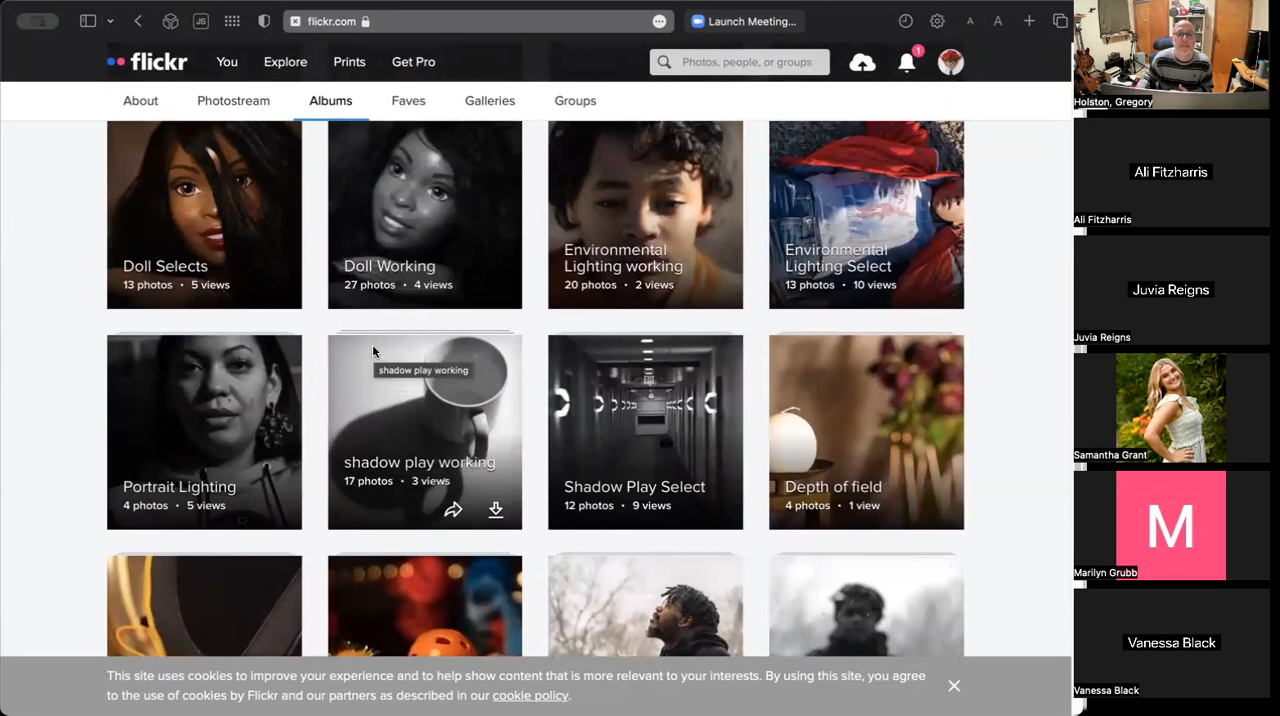 flickr.com
Launch Meeting...
JS
A A
flickr
You
Explore
Prints
Get Pro
Photos, people, or groups
1
About
Photostream
Albums
Faves
Galleries
Groups
Doll Selects
13 photos • 5 views
Doll Working
27 photos • 4 views
Environmental
Lighting working
20 photos • 2 views
Environmental
Lighting Select
13 photos • 10 views
Portrait Lighting
4 photos • 5 views
shadow play working
shadow play working
17 photos • 3 views
EXIT
Shadow Play Select
12 photos • 9 views
Depth of field
4 photos • 1 view
This site uses cookies to improve your experience and to help show content that is more relevant to your interests. By using this site, you agree
to the use of cookies by Flickr and our partners as described in our cookie policy.
Holston, Gregory
Ali Fitzharris
Ali Fitzharris
Juvia Reigns
Juvia Reigns
Samantha Grant
M
Marilyn Grubb
Vanessa Black
Vanessa Black